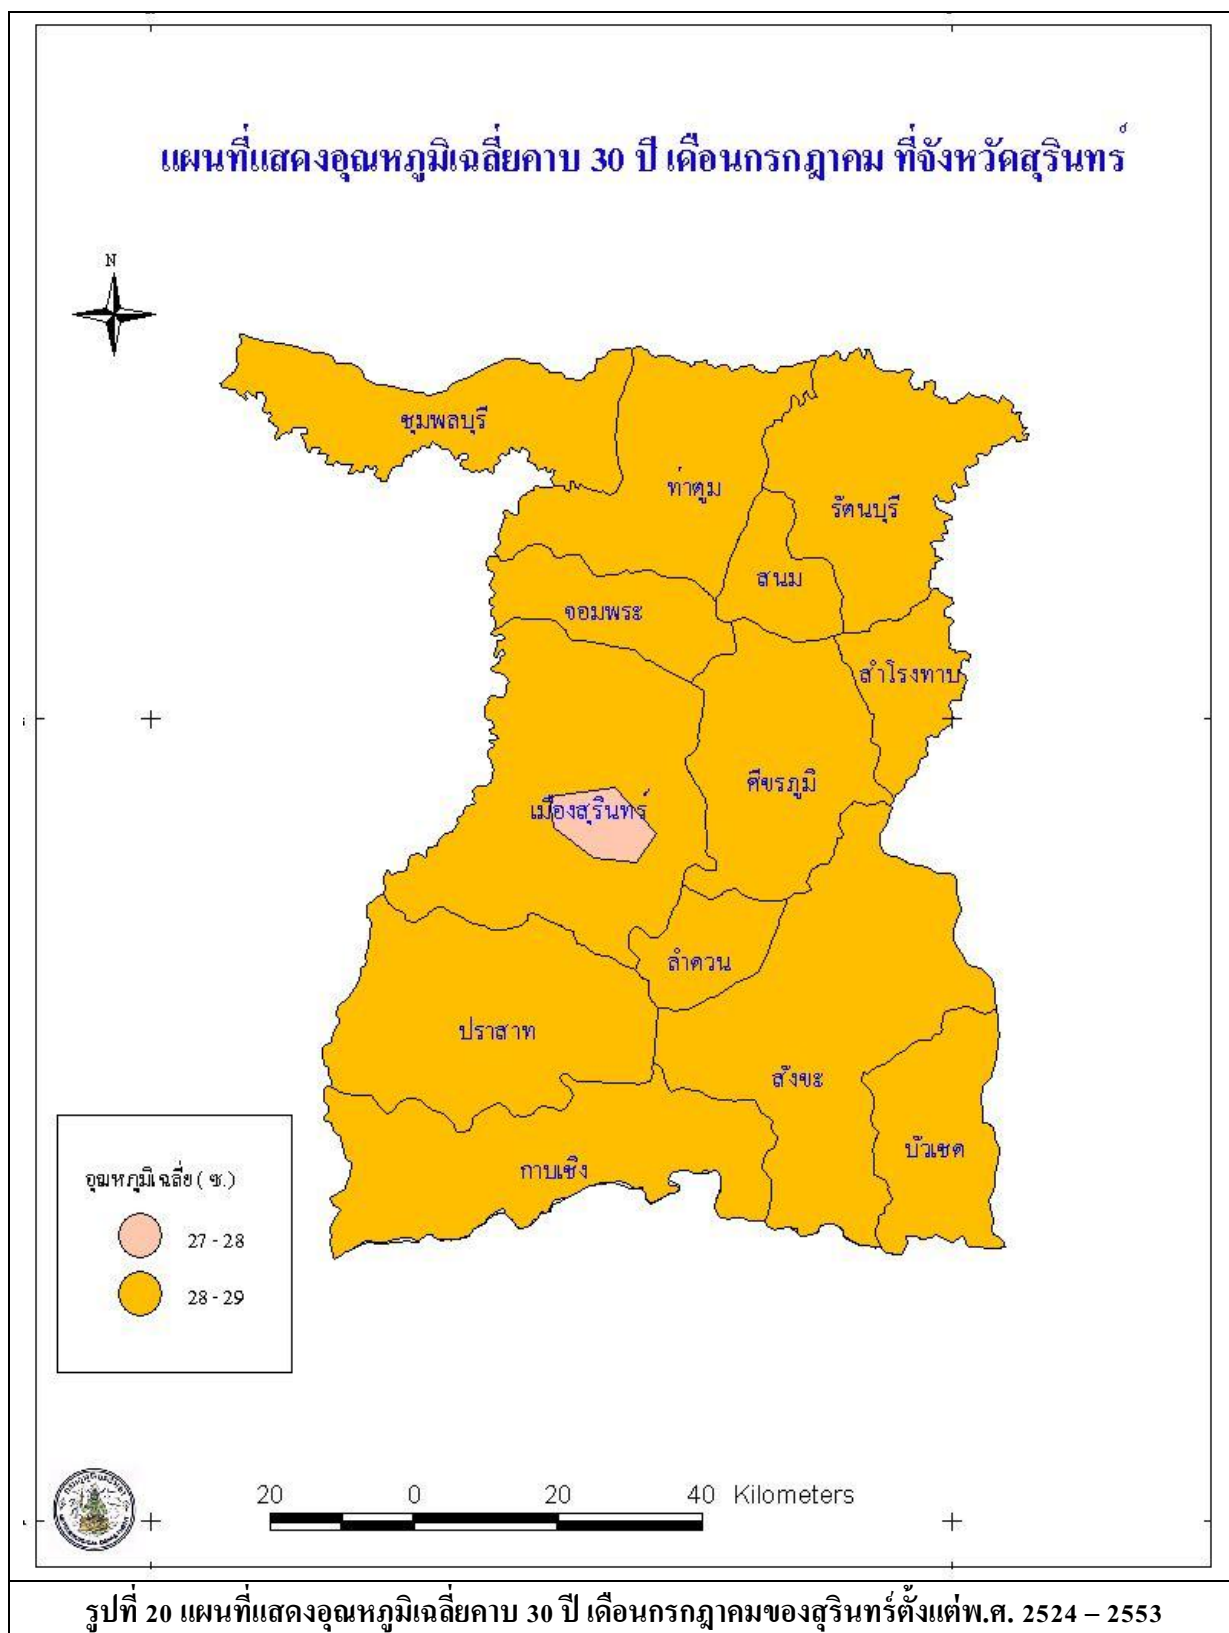 แผนที่แสดงอุณหภูมิเฉลี่ยคาบ 30 ปี เดือนกรกฎาคม ที่จังหวัดสุรินทร์
N
ชุมพลบุรี
ท่าตูม
รัตนบุรี
สนม
จอมพระ
สำโรงทาบ
ศีขรภูมิ
เมืองสุรินทร์
ลำดวน
ปราสาท
สังขะ
บัวเชด
กาบเชิง
อุณหภูมิเฉลี่ย ( ซ.)
27 - 28
28 - 29
20 0 20 40 Kilometers
รูปที่ 20 แผนที่แสดงอุณหภูมิเฉลี่ยคาบ 30 ปี เดือนกรกฎาคมของสุรินทร์ตั้งแต่พ.ศ. 2524 – 2553